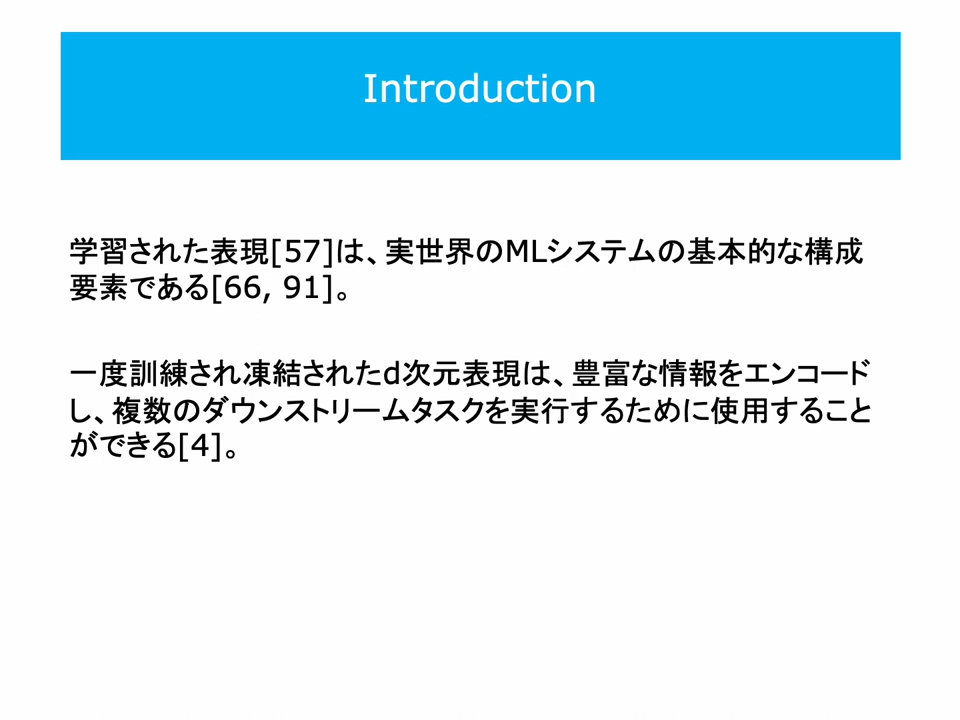 Introduction
学習された表現[57]は、実世界のMLシステムの基本的な構成
要素である[66, 91]。
一度訓練され凍結されたd次元表現は、豊富な情報をエンコード
し、複数のダウンストリームタスクを実行するために使用すること
ができる[4]。